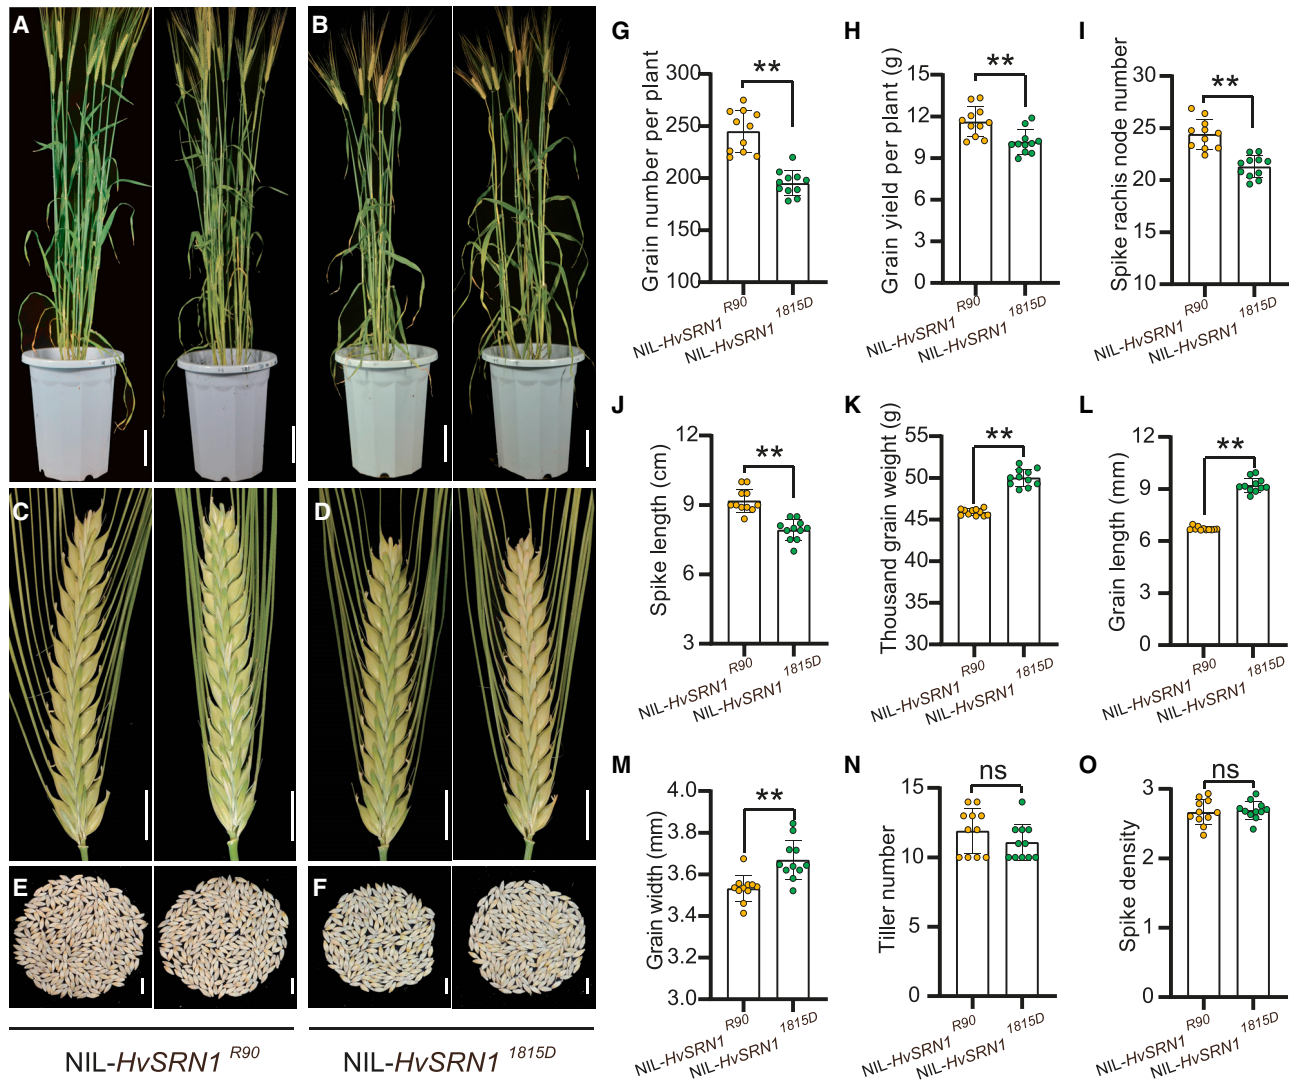 A
B
C
D
E
F
NIL-HvSRN1 R90
NIL-HvSRN1 1815D
G
Grain number per plant
300
250
200
150
100
**
NIL-HvSRN1 R90
NIL-HvSRN1 1815D
H
Grain yield per plant (g)
15
12
9
6
3
0
**
NIL-HvSRN1 R90
NIL-HvSRN1 1815D
I
Spike rachis node number
30
25
20
15
10
**
NIL-HvSRN1 R90
NIL-HvSRN1 1815D
J
Spike length (cm)
12
9
6
3
**
NIL-HvSRN1 R90
NIL-HvSRN1 1815D
K
Thousand grain weight (g)
55
50
45
40
35
30
**
NIL-HvSRN1 R90
NIL-HvSRN1 1815D
L
Grain length (mm)
12
9
6
3
0
**
NIL-HvSRN1 R90
NIL-HvSRN1 1815D
M
Grain width (mm)
4.0
3.8
3.6
3.4
3.2
3.0
**
NIL-HvSRN1 R90
NIL-HvSRN1 1815D
N
Tiller number
15
10
5
0
ns
NIL-HvSRN1 R90
NIL-HvSRN1 1815D
O
Spike density
3
2
1
0
ns
NIL-HvSRN1 R90
NIL-HvSRN1 1815D